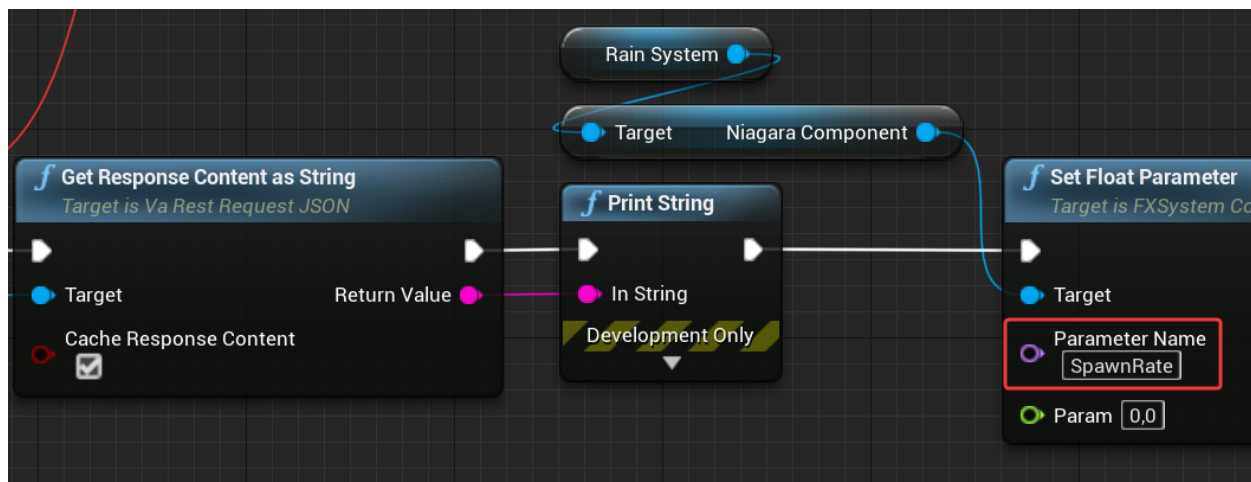 Rain System
Target Niagara Component
Get Response Content as String
Target is Va Rest Request JSON
Target Return Value
Cache Response Content
Print String
In String
Development Only
Set Float Parameter
Target is FXSystem Co
Target
Parameter Name
SpawnRate
Param 0,0